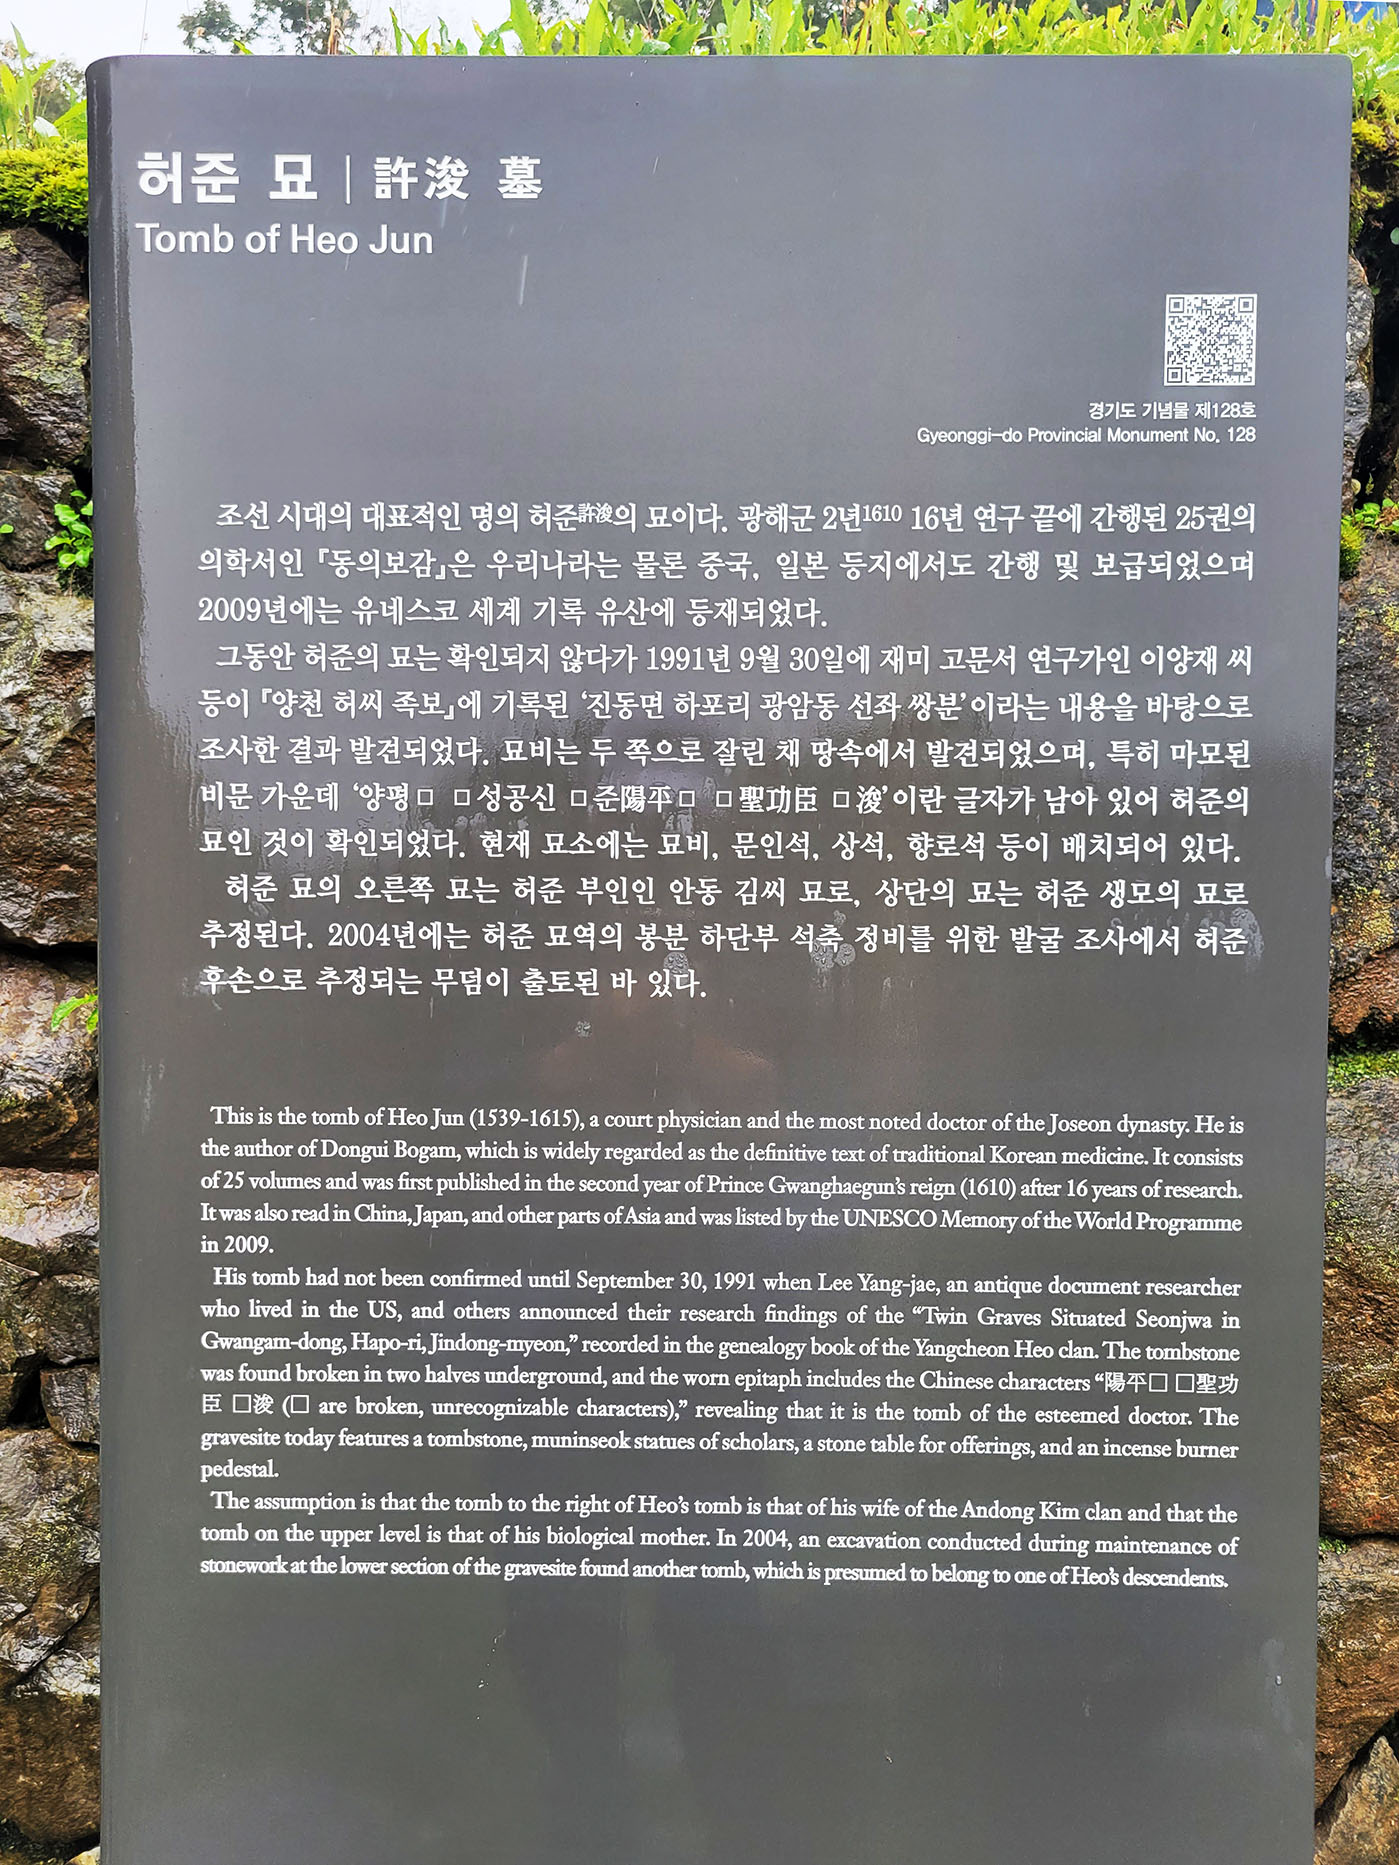 허준 묘 | 許浚 墓
Tomb of Heo Jun
경기도 기념물 제128호
Gyeonggi-do Provincial Monument No. 128
조선 시대의 대표적인 명의 허준許浚의 묘이다. 광해군 2년1610 16년 연구 끝에 간행된 25권의
의학서인 『동의보감』은 우리나라는 물론 중국, 일본 등지에서도 간행 및 보급되었으며
2009년에는 유네스코 세계 기록 유산에 등재되었다.
그동안 허준의 묘는 확인되지 않다가 1991년 9월 30일에 재미 고문서 연구가인 이양재 씨
등이 『양천 허씨 족보』에 기록된 ‘진동면 하포리 광암동 선좌 쌍분’이라는 내용을 바탕으로
조사한 결과 발견되었다. 묘비는 두 쪽으로 잘린 채 땅속에서 발견되었으며, 특히 마모된
비문 가운데 ‘양평□ □성공신 □준陽平□ □聖功臣 □浚’이란 글자가 남아 있어 허준의
묘인 것이 확인되었다. 현재 묘소에는 묘비, 문인석, 상석, 향로석 등이 배치되어 있다.
허준 묘의 오른쪽 묘는 허준 부인인 안동 김씨 묘로, 상단의 묘는 허준 생모의 묘로
추정된다. 2004년에는 허준 묘역의 봉분 하단부 석축 정비를 위한 발굴 조사에서 허준
후손으로 추정되는 무덤이 출토된 바 있다.
This is the tomb of Heo Jun (1539-1615), a court physician and the most noted doctor of the Joseon dynasty. He is
the author of Dongui Bogam, which is widely regarded as the definitive text of traditional Korean medicine. It consists
of 25 volumes and was first published in the second year of Prince Gwanghaegun’s reign (1610) after 16 years of research.
It was also read in China, Japan, and other parts of Asia and was listed by the UNESCO Memory of the World Programme
in 2009.
His tomb had not been confirmed until September 30, 1991 when Lee Yang-jae, an antique document researcher
who lived in the US, and others announced their research findings of the “Twin Graves Situated Seonjwa in
Gwangam-dong, Hapo-ri, Jindong-myeon,” recorded in the genealogy book of the Yangcheon Heo clan. The tombstone
was found broken in two halves underground, and the worn epitaph includes the Chinese characters “陽平□ □聖功
臣 □浚 (□ are broken, unrecognizable characters),” revealing that it is the tomb of the esteemed doctor. The
gravesite today features a tombstone, muninseok statues of scholars, a stone table for offerings, and an incense burner
pedestal.
The assumption is that the tomb to the right of Heo’s tomb is that of his wife of the Andong Kim clan and that the
tomb on the upper level is that of his biological mother. In 2004, an excavation conducted during maintenance of
stonework at the lower section of the gravesite found another tomb, which is presumed to belong to one of Heo’s descendents.